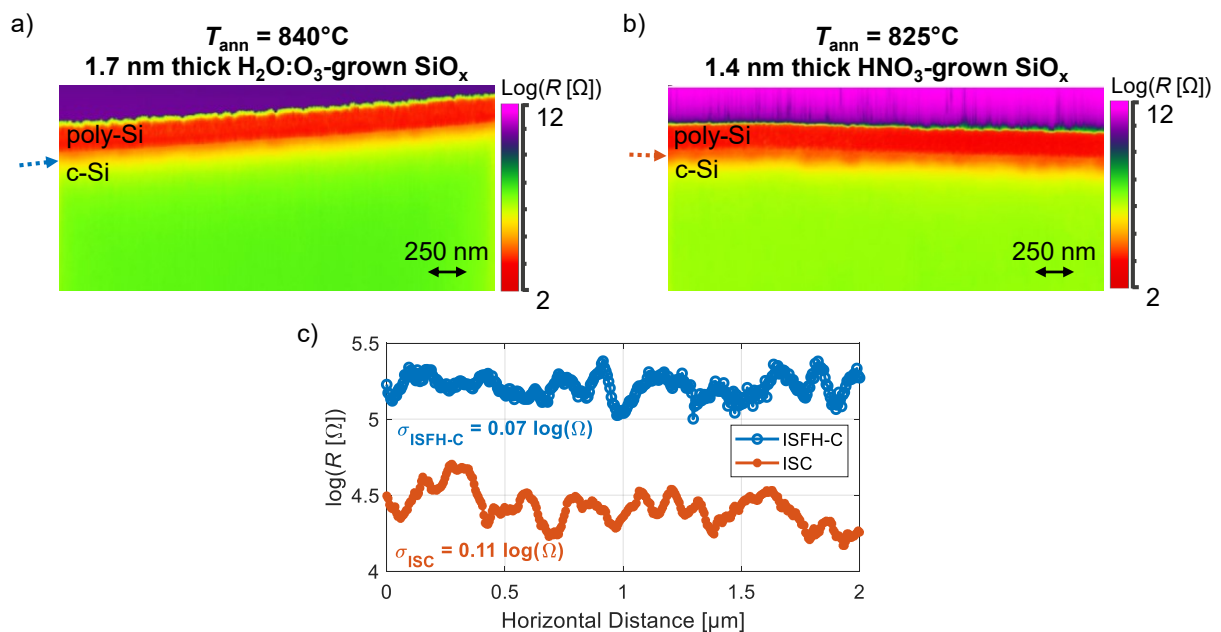 a)
T_ann = 840°C
1.7 nm thick H₂O:O₃-grown SiOₓ
Log(R [Ω])
12
2
poly-Si
c-Si
250 nm
b)
T_ann = 825°C
1.4 nm thick HNO₃-grown SiOₓ
Log(R [Ω])
12
2
poly-Si
c-Si
250 nm
c)
log(R [Ω])
5.5
5
4.5
4
σ_ISFH-C = 0.07 log(Ω)
σ_ISC = 0.11 log(Ω)
ISFH-C
ISC
0
0.5
1
1.5
2
Horizontal Distance [µm]